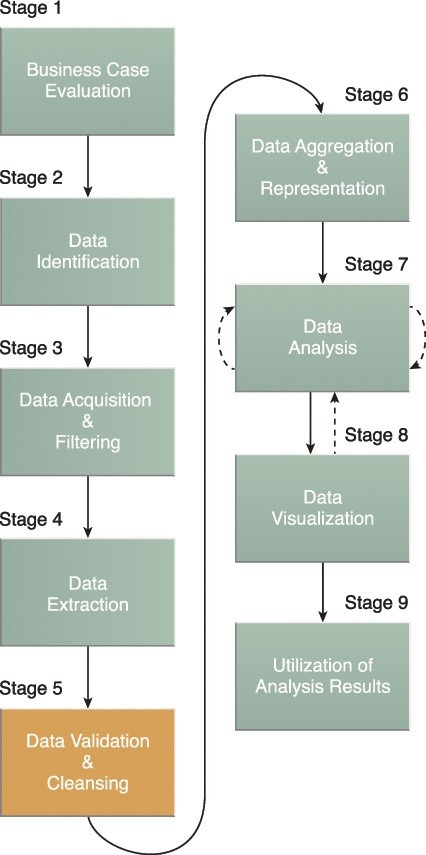 Stage 1
Business Case
Evaluation
Stage 2
Data
Identification
Stage 3
Data Acquisition
&
Filtering
Stage 4
Data
Extraction
Stage 5
Data Validation
&
Cleansing
Stage 6
Data Aggregation
&
Representation
Stage 7
Data
Analysis
Stage 8
Data
Visualization
Stage 9
Utilization of
Analysis Results